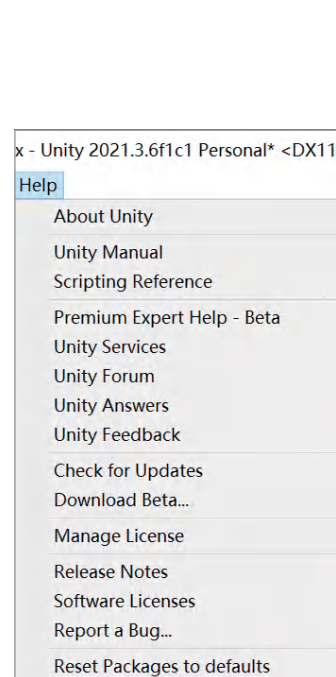 x - Unity 2021.3.6f1c1 Personal* <DX11
Help
About Unity
Unity Manual
Scripting Reference
Premium Expert Help - Beta
Unity Services
Unity Forum
Unity Answers
Unity Feedback
Check for Updates
Download Beta...
Manage License
Release Notes
Software Licenses
Report a Bug...
Reset Packages to defaults